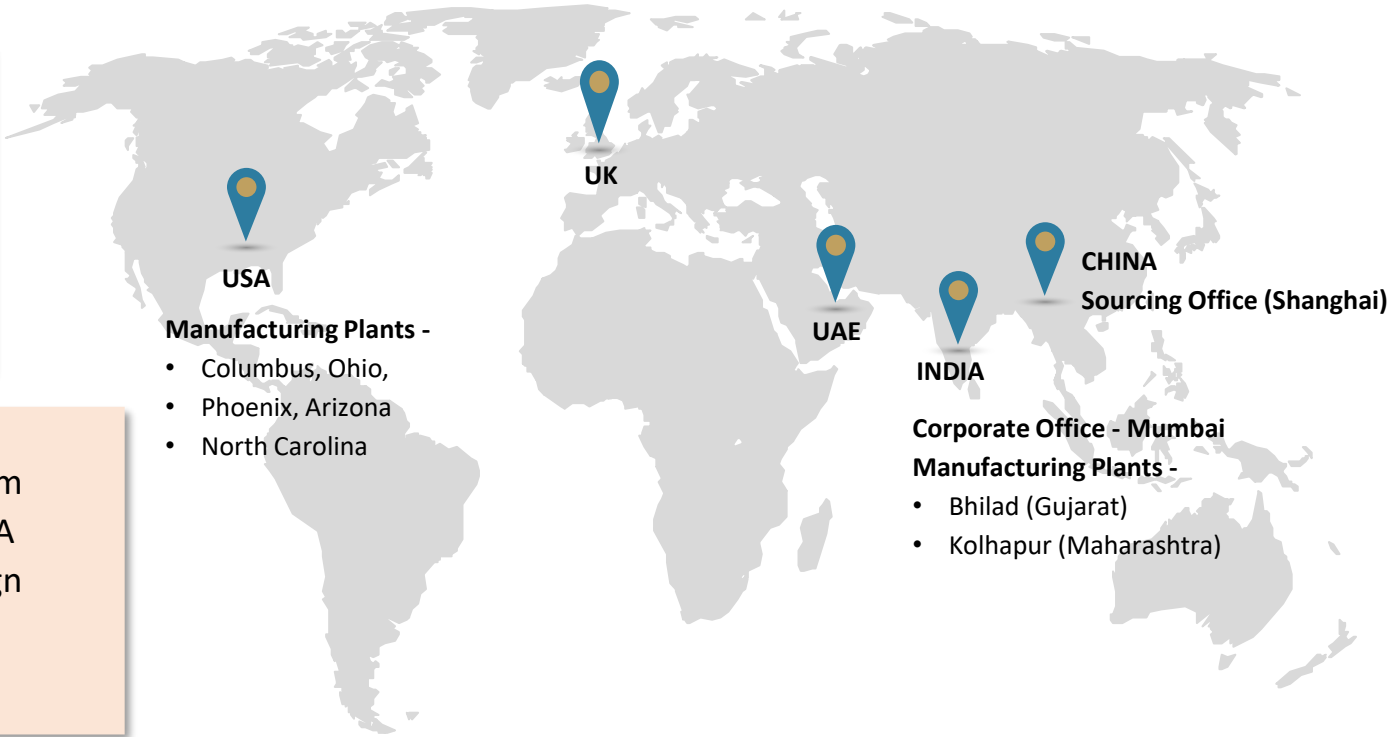 UK
USA
Manufacturing Plants -
• Columbus, Ohio,
• Phoenix, Arizona
• North Carolina
UAE
CHINA
Sourcing Office (Shanghai)
INDIA
Corporate Office - Mumbai
Manufacturing Plants -
• Bhilad (Gujarat)
• Kolhapur (Maharashtra)